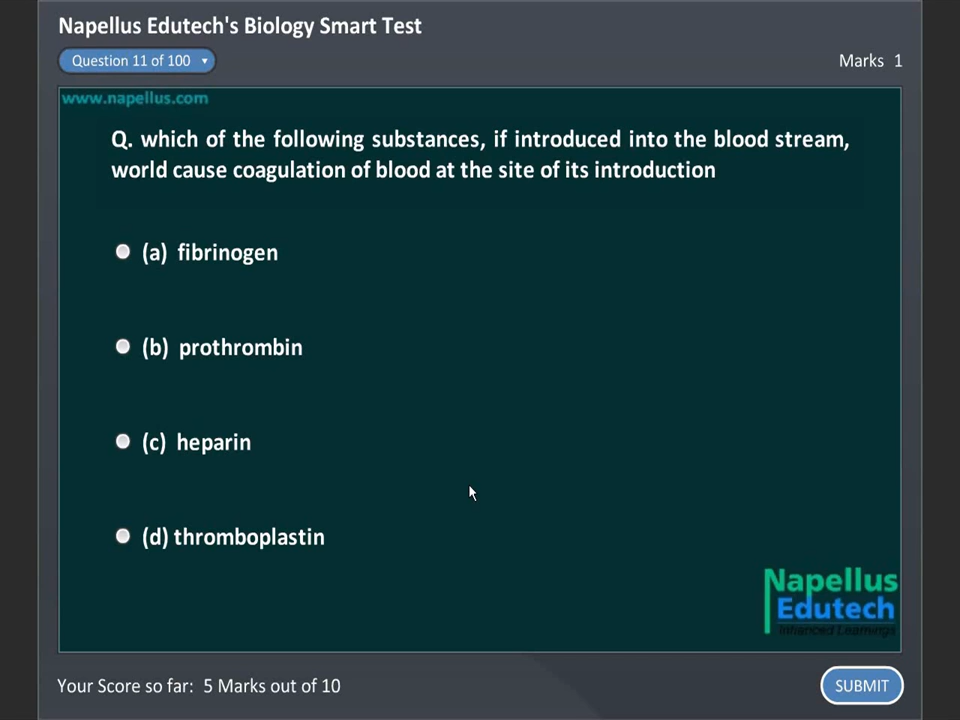 Napellus Edutech's Biology Smart Test
Question 11 of 100
Marks 1
www.napellus.com
Q. which of the following substances, if introduced into the blood stream,
world cause coagulation of blood at the site of its introduction
(a) fibrinogen
(b) prothrombin
(c) heparin
(d) thromboplastin
Napellus
Edutech
Enhanced Learnings
Your Score so far: 5 Marks out of 10
SUBMIT